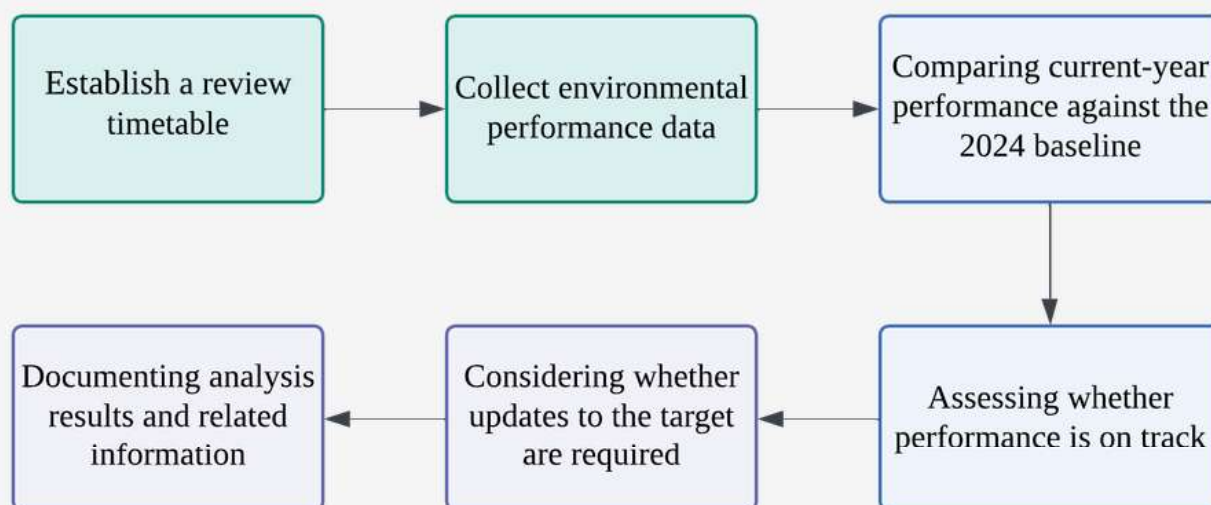 Establish a review
timetable
Collect environmental
performance data
Comparing current-year
performance against the
2024 baseline
Assessing whether
performance is on track
Considering whether
updates to the target
are required
Documenting analysis
results and related
information